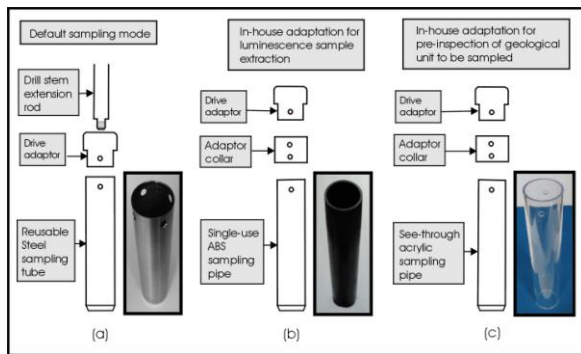 Default sampling mode
Drill stem
extension
rod
Drive
adaptor
Reusable
Steel
sampling
tube
(a)
In-house adaptation for
luminescence sample
extraction
Drive
adaptor
Adaptor
collar
Single-use
ABS
sampling
pipe
(b)
In-house adaptation for
pre-inspection of geological
unit to be sampled
Drive
adaptor
Adaptor
collar
See-through
acrylic
sampling
pipe
(c)